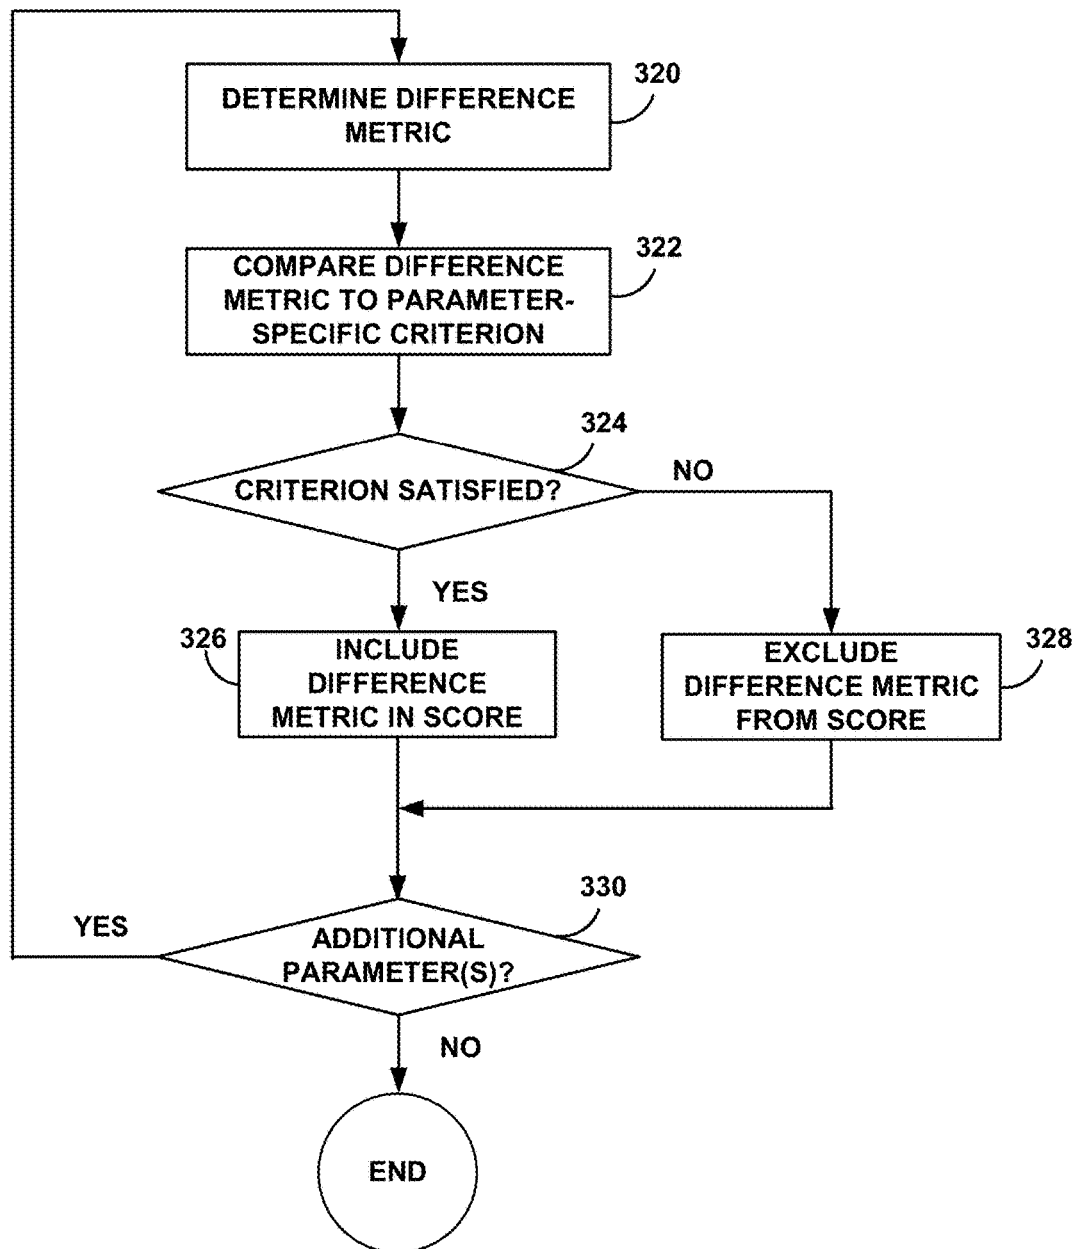 320
DETERMINE DIFFERENCE
METRIC
322
COMPARE DIFFERENCE
METRIC TO PARAMETER-
SPECIFIC CRITERION
324
CRITERION SATISFIED?
NO
YES
326
INCLUDE
DIFFERENCE
METRIC IN SCORE
328
EXCLUDE
DIFFERENCE METRIC
FROM SCORE
330
YES
ADDITIONAL
PARAMETER(S)?
NO
END